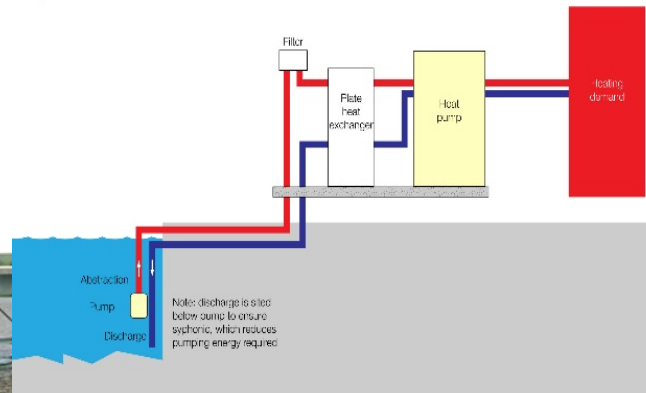 Filter
Plate
heat
exchanger
Heat
pump
Heating
demand
Abstraction
Pump
Discharge
Note: discharge is sited
below pump to ensure
syphonic, which reduces
pumping energy required